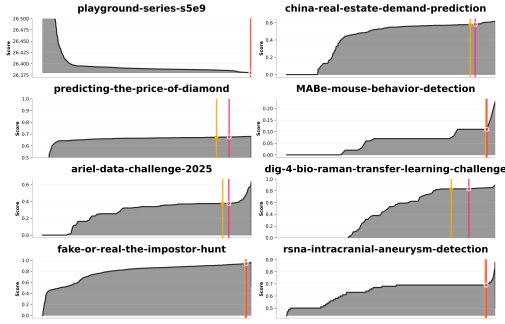 playground-series-s5e9
26.500
26.475
26.450
26.425
26.400
26.375
Score
china-real-estate-demand-prediction
0.6
0.4
0.2
0.0
Score
predicting-the-price-of-diamond
1.0
0.9
0.8
0.7
0.6
0.5
Score
MABe-mouse-behavior-detection
0.20
0.15
0.10
0.05
0.00
Score
ariel-data-challenge-2025
0.6
0.4
0.2
0.0
Score
dig-4-bio-raman-transfer-learning-challenge
1.0
0.8
0.6
0.4
0.2
0.0
Score
fake-or-real-the-impostor-hunt
1.0
0.8
0.6
0.4
0.2
0.0
Score
rsna-intracranial-aneurysm-detection
0.9
0.8
0.7
0.6
0.5
Score